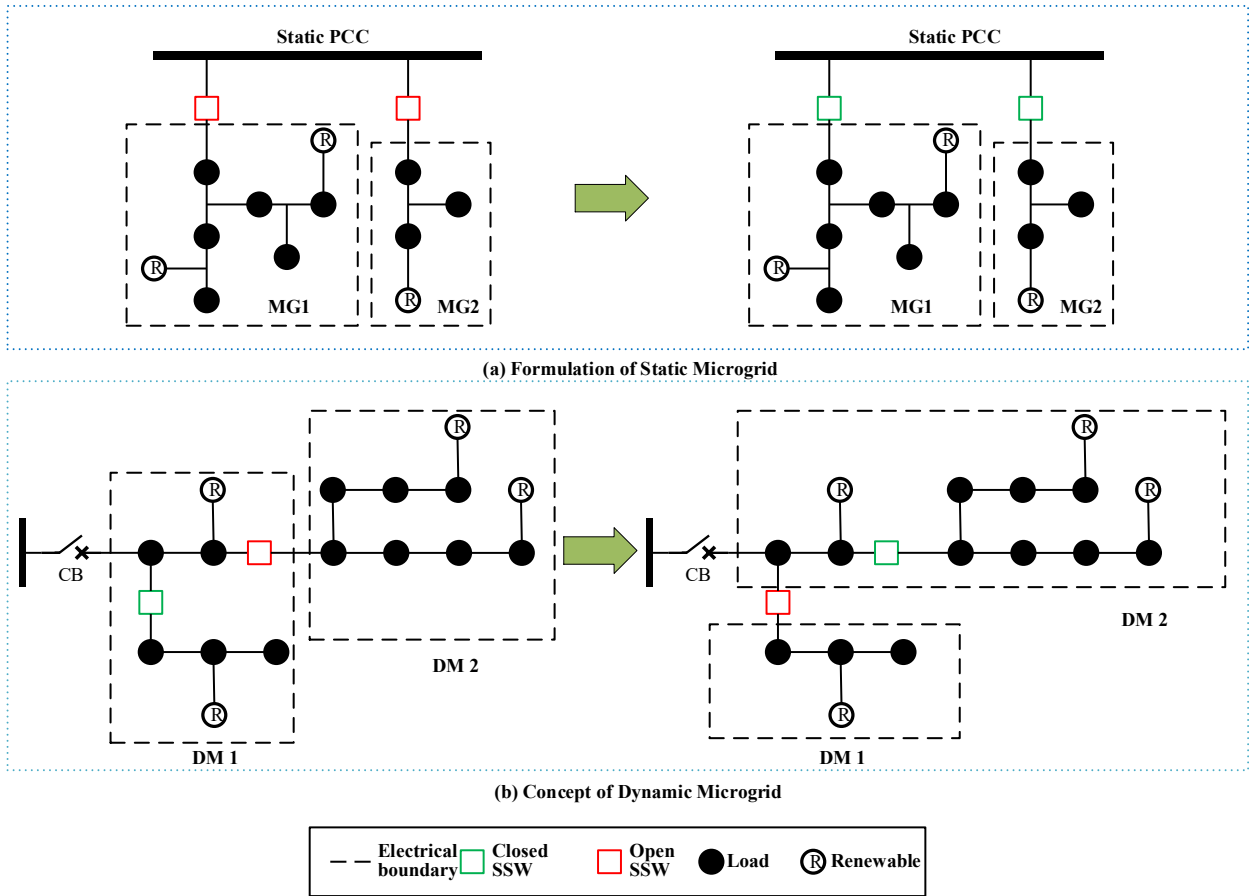 Static PCC
Static PCC
R
R
R
R
MG1
MG2
R
R
R
R
MG1
MG2
(a) Formulation of Static Microgrid
R
R
R
R
CB
DM 1
DM 2
R
R
R
R
CB
DM 2
DM 1
(b) Concept of Dynamic Microgrid
Electrical boundary
Closed SSW
Open SSW
Load
R
Renewable